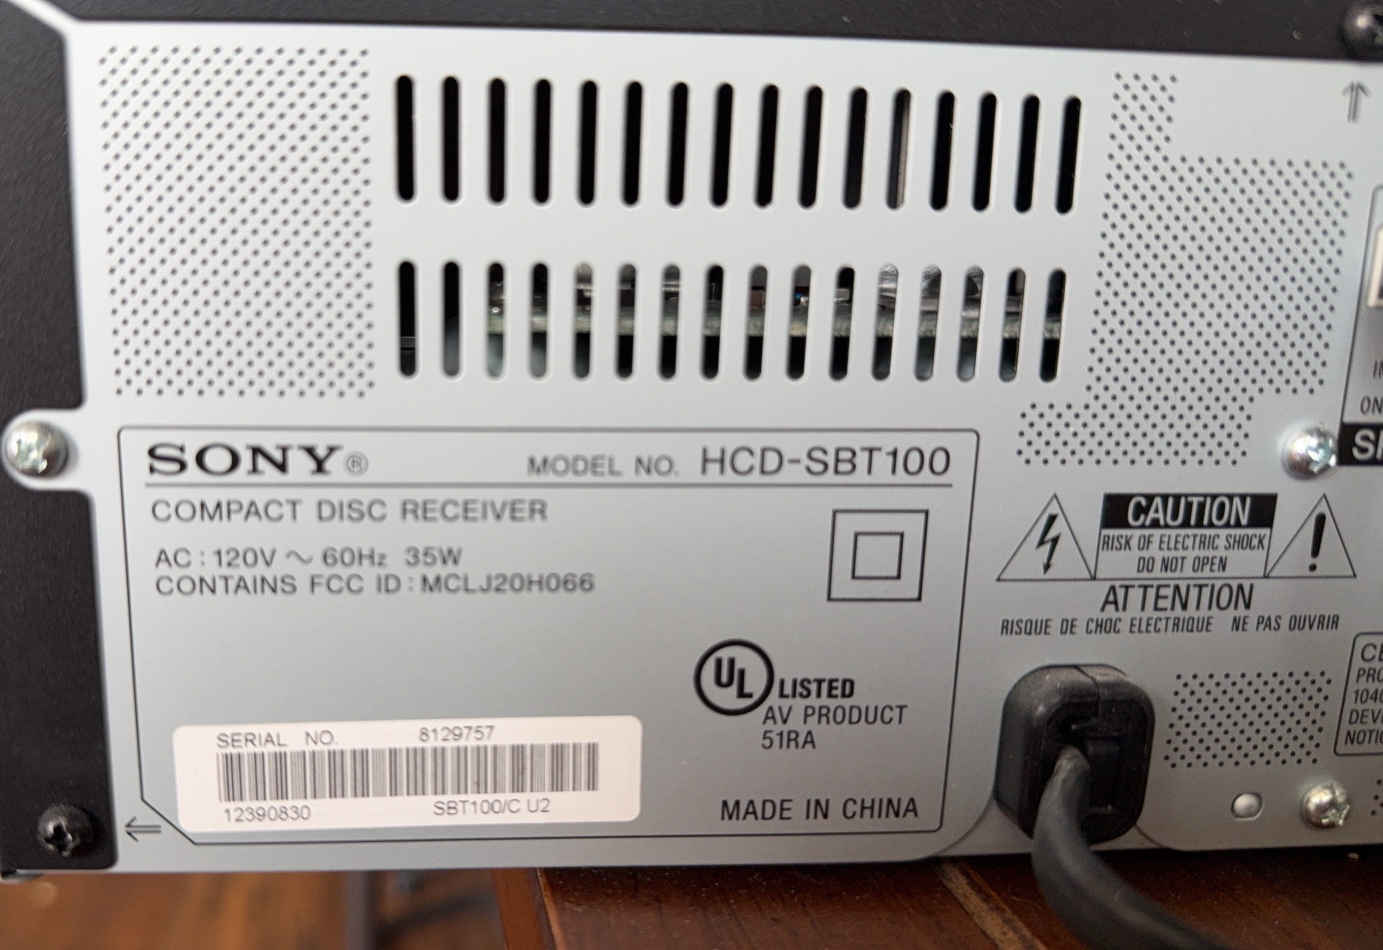 SONY®
MODEL NO. HCD-SBT100
COMPACT DISC RECEIVER
AC : 120V ～ 60Hz 35W
CONTAINS FCC ID : MCLJ20H066
UL LISTED
AV PRODUCT
51RA
SERIAL NO. 8129757
12390830 SBT100/C U2
MADE IN CHINA
CAUTION
RISK OF ELECTRIC SHOCK
DO NOT OPEN
ATTENTION
RISQUE DE CHOC ELECTRIQUE NE PAS OUVRIR
ON
1040